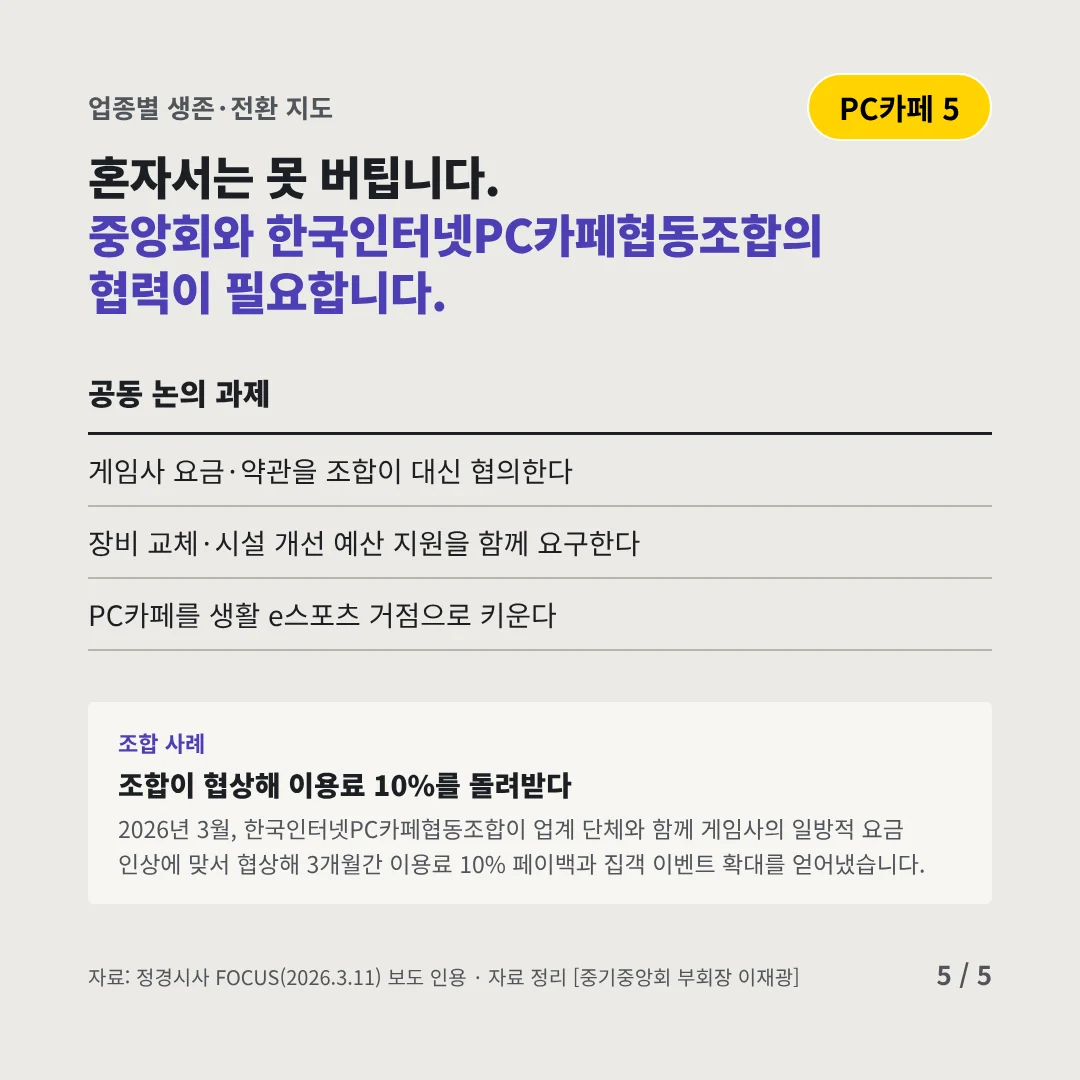 업종별 생존·전환 지도
PC카페 5
혼자서는 못 버팁니다.
중앙회와 한국인터넷PC카페협동조합의
협력이 필요합니다.
공동 논의 과제
게임사 요금·약관을 조합이 대신 협의한다
장비 교체·시설 개선 예산 지원을 함께 요구한다
PC카페를 생활 e스포츠 거점으로 키운다
조합 사례
조합이 협상해 이용료 10%를 돌려받다
2026년 3월, 한국인터넷PC카페협동조합이 업계 단체와 함께 게임사의 일방적 요금
인상에 맞서 협상해 3개월간 이용료 10% 페이백과 집객 이벤트 확대를 얻어냈습니다.
자료: 정경시사 FOCUS(2026.3.11) 보도 인용 · 자료 정리 [중기중앙회 부회장 이재광]
5 / 5